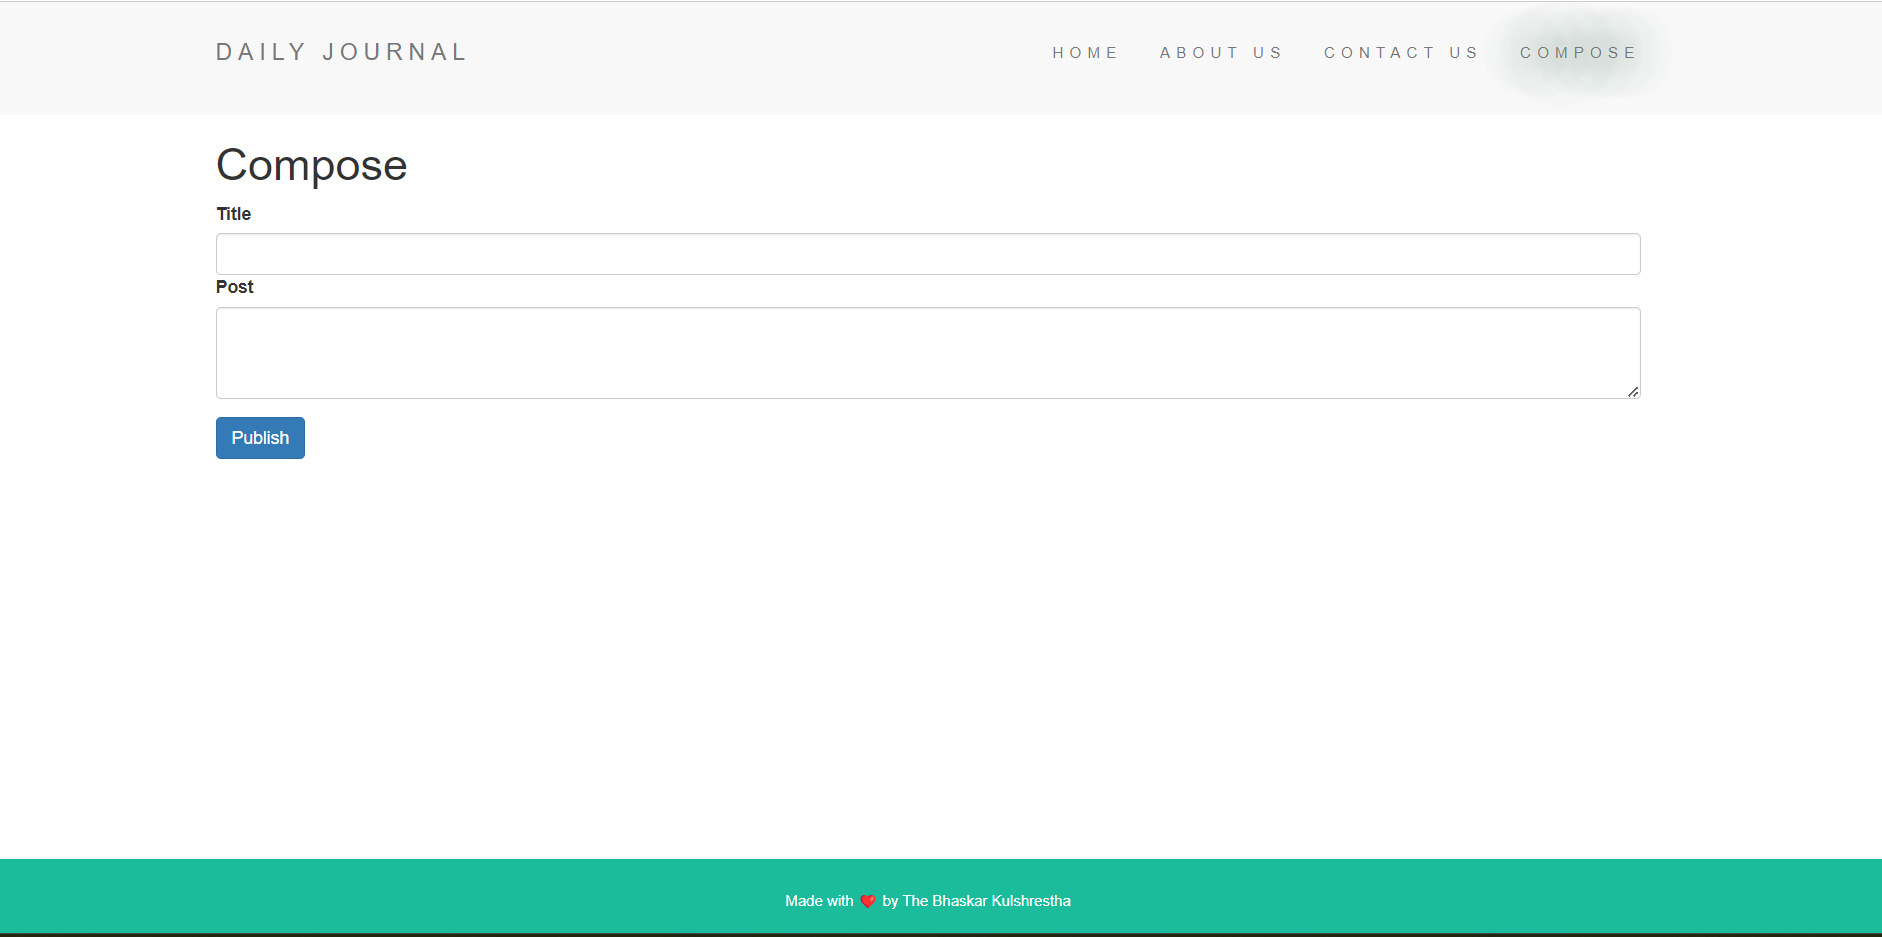 DAILY JOURNAL
HOME ABOUT US CONTACT US COMPOSE
Compose
Title
Post
Publish
Made with ❤️ by The Bhaskar Kulshrestha